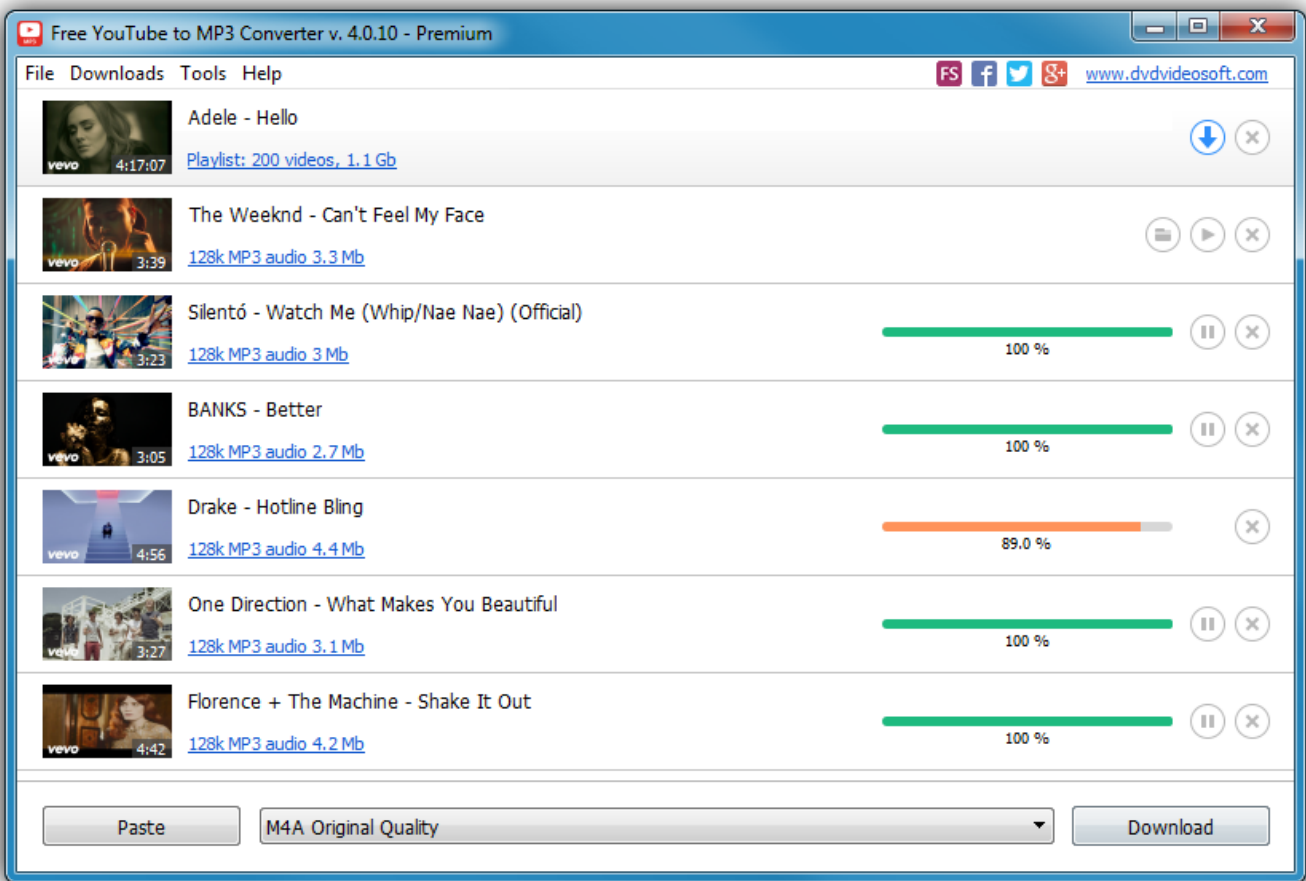 Free YouTube to MP3 Converter v. 4.0.10 - Premium
File Downloads Tools Help FS f g+ www.dvdvideosoft.com
Adele - Hello
vevo 4:17:07 Playlist: 200 videos, 1.1 Gb
The Weeknd - Can't Feel My Face
vevo 3:39 128k MP3 audio 3.3 Mb
Silentó - Watch Me (Whip/Nae Nae) (Official)
vevo 3:23 128k MP3 audio 3 Mb
100 %
BANKS - Better
vevo 3:05 128k MP3 audio 2.7 Mb
100 %
Drake - Hotline Bling
vevo 4:56 128k MP3 audio 4.4 Mb
89.0 %
One Direction - What Makes You Beautiful
vevo 3:27 128k MP3 audio 3.1 Mb
100 %
Florence + The Machine - Shake It Out
vevo 4:42 128k MP3 audio 4.2 Mb
100 %
Paste M4A Original Quality Download